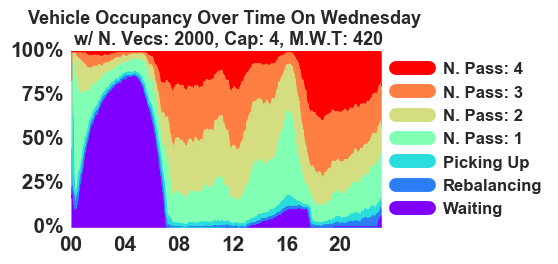 Vehicle Occupancy Over Time On Wednesday
w/ N. Vecs: 2000, Cap: 4, M.W.T: 420
100%
75%
50%
25%
0%
00 04 08 12 16 20
N. Pass: 4
N. Pass: 3
N. Pass: 2
N. Pass: 1
Picking Up
Rebalancing
Waiting